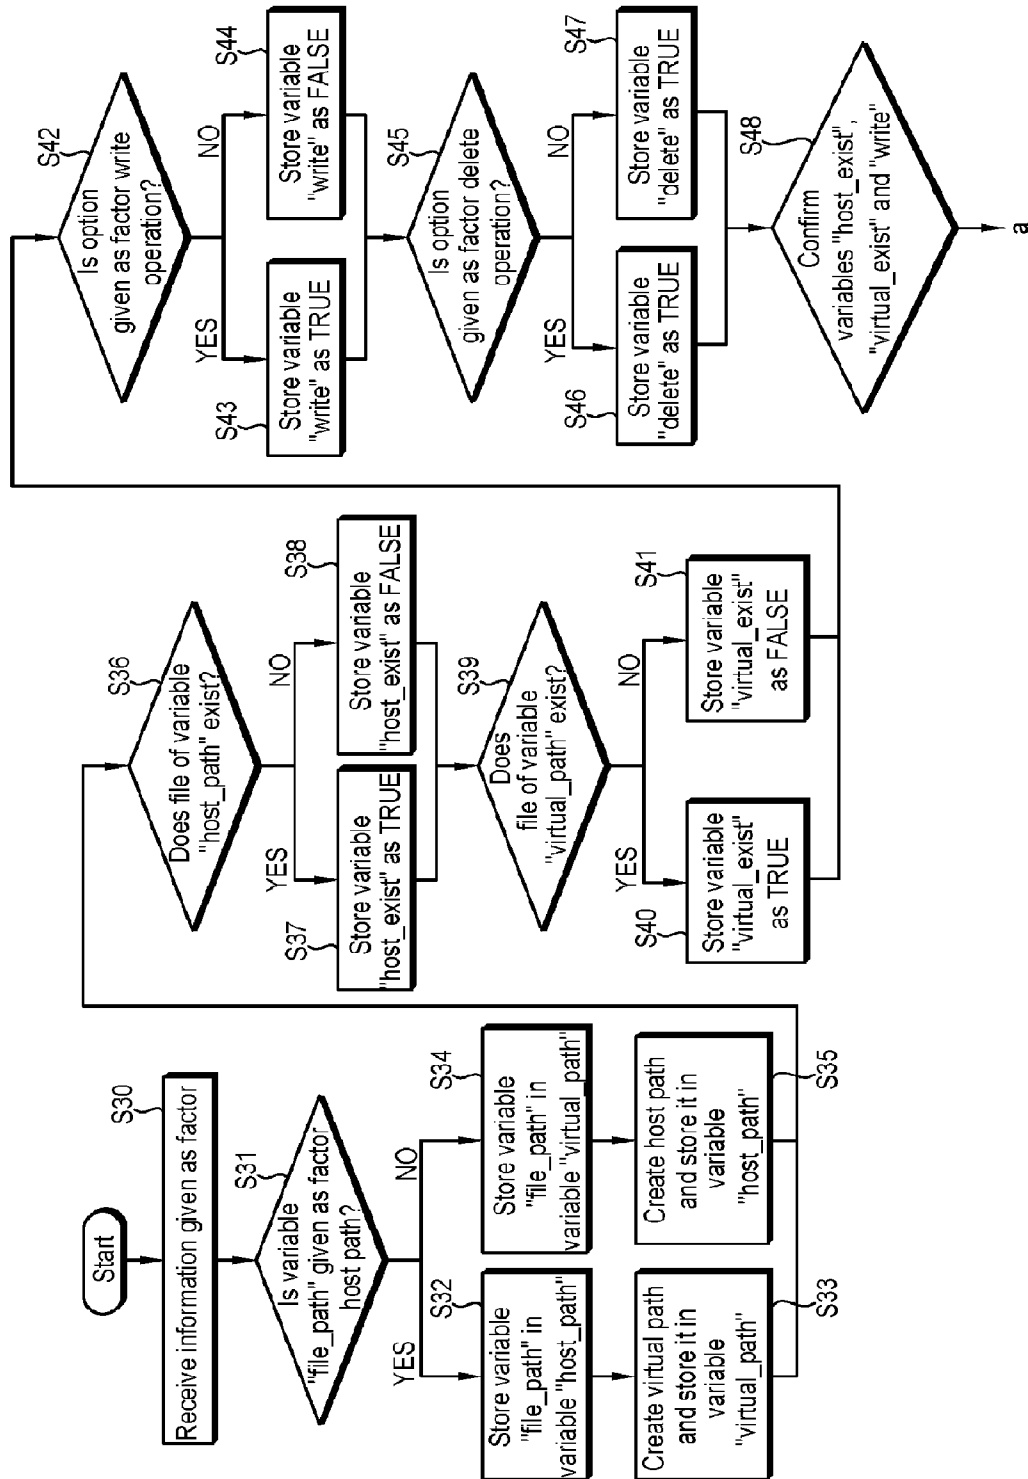 Start
S30
Receive information given as factor
S31
Is variable
"file_path" given as factor
host path?
YES
NO
S32
Store variable
"file_path" in
variable "host_path"
S34
Store variable
"file_path" in
variable "virtual_path"
Create virtual path
and store it in
variable
"virtual_path"
S33
Create host path
and store it in
variable
"host_path"
S35
S36
Does file of variable
"host_path" exist?
YES
NO
S37
Store variable
"host_exist" as TRUE
S38
Store variable
"host_exist" as FALSE
S39
Does
file of variable
"virtual_path" exist?
YES
NO
S40
Store variable
"virtual_exist"
as TRUE
S41
Store variable
"virtual_exist"
as FALSE
S42
Is option
given as factor write
operation?
YES
NO
S43
Store variable
"write" as TRUE
S44
Store variable
"write" as FALSE
S45
Is option
given as factor delete
operation?
YES
NO
S46
Store variable
"delete" as TRUE
S47
Store variable
"delete" as TRUE
S48
Confirm
variables "host_exist",
"virtual_exist" and "write"
a